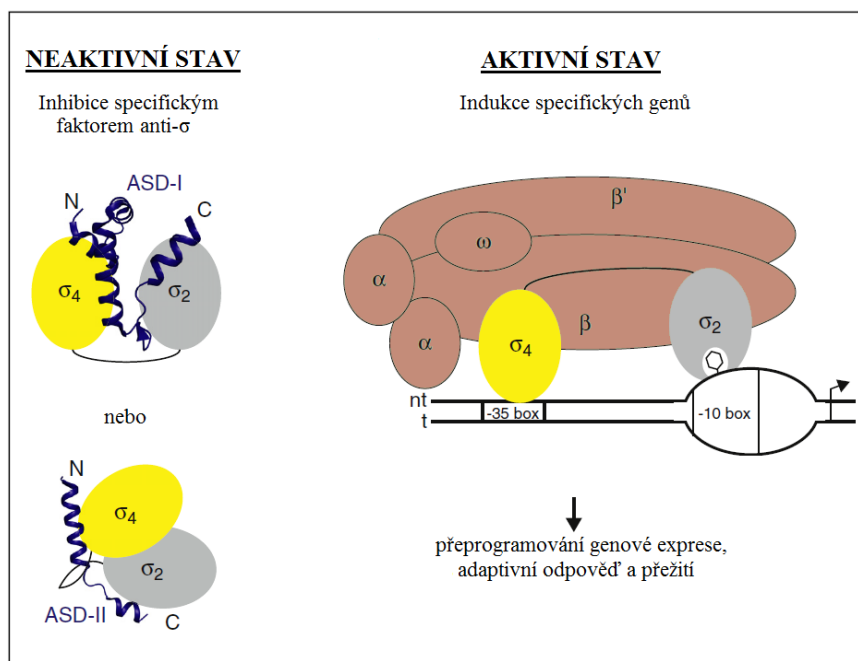 NEAKTIVNÍ STAV
Inhibice specifickým
faktorem anti-σ
N
ASD-I
C
σ4
σ2
nebo
N
σ4
σ2
ASD-II
C
AKTIVNÍ STAV
Indukce specifických genů
β'
ω
α
β
σ2
α
σ4
nt
t
-35 box
-10 box
přeprogramování genové exprese,
adaptivní odpověď a přežití